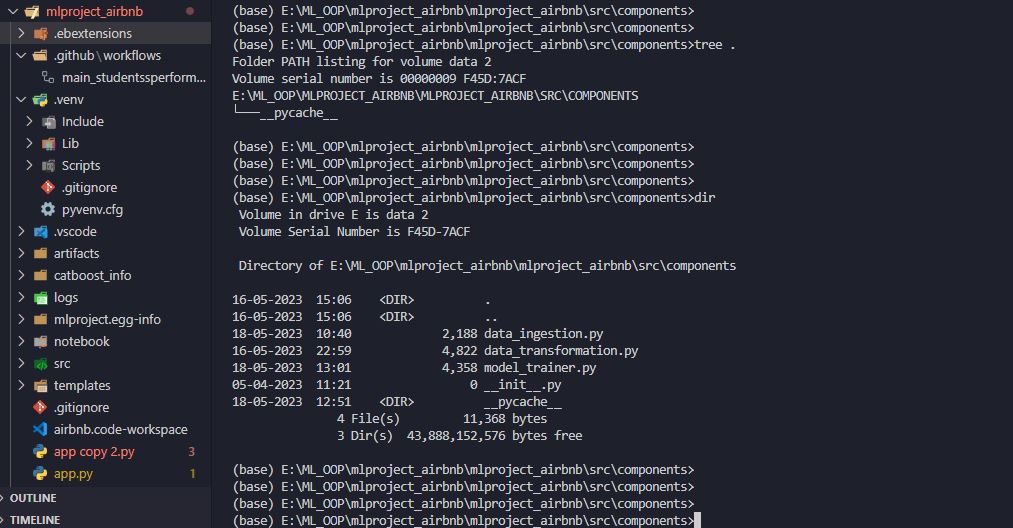 mlproject_airbnb
.ebextensions
.github\workflows
main_studentssperform...
.venv
Include
Lib
Scripts
.gitignore
pyvenv.cfg
.vscode
artifacts
catboost_info
logs
mlproject.egg-info
notebook
src
templates
.gitignore
airbnb.code-workspace
app copy 2.py 3
app.py 1
OUTLINE
TIMELINE
(base) E:\ML_OOP\mlproject_airbnb\mlproject_airbnb\src\components>
(base) E:\ML_OOP\mlproject_airbnb\mlproject_airbnb\src\components>
(base) E:\ML_OOP\mlproject_airbnb\mlproject_airbnb\src\components>tree .
Folder PATH listing for volume data 2
Volume serial number is 00000009 F45D:7ACF
E:\ML_OOP\MLPROJECT_AIRBNB\MLPROJECT_AIRBNB\SRC\COMPONENTS
└───__pycache__
(base) E:\ML_OOP\mlproject_airbnb\mlproject_airbnb\src\components>
(base) E:\ML_OOP\mlproject_airbnb\mlproject_airbnb\src\components>
(base) E:\ML_OOP\mlproject_airbnb\mlproject_airbnb\src\components>
(base) E:\ML_OOP\mlproject_airbnb\mlproject_airbnb\src\components>dir
Volume in drive E is data 2
Volume Serial Number is F45D-7ACF
Directory of E:\ML_OOP\mlproject_airbnb\mlproject_airbnb\src\components
16-05-2023  15:06    <DIR>          .
16-05-2023  15:06    <DIR>          ..
18-05-2023  10:40             2,188 data_ingestion.py
16-05-2023  22:59             4,822 data_transformation.py
18-05-2023  13:01             4,358 model_trainer.py
05-04-2023  11:21                 0 __init__.py
18-05-2023  12:51    <DIR>          __pycache__
4 File(s)         11,368 bytes
3 Dir(s)  43,888,152,576 bytes free
(base) E:\ML_OOP\mlproject_airbnb\mlproject_airbnb\src\components>
(base) E:\ML_OOP\mlproject_airbnb\mlproject_airbnb\src\components>
(base) E:\ML_OOP\mlproject_airbnb\mlproject_airbnb\src\components>
(base) E:\ML_OOP\mlproject_airbnb\mlproject_airbnb\src\components>